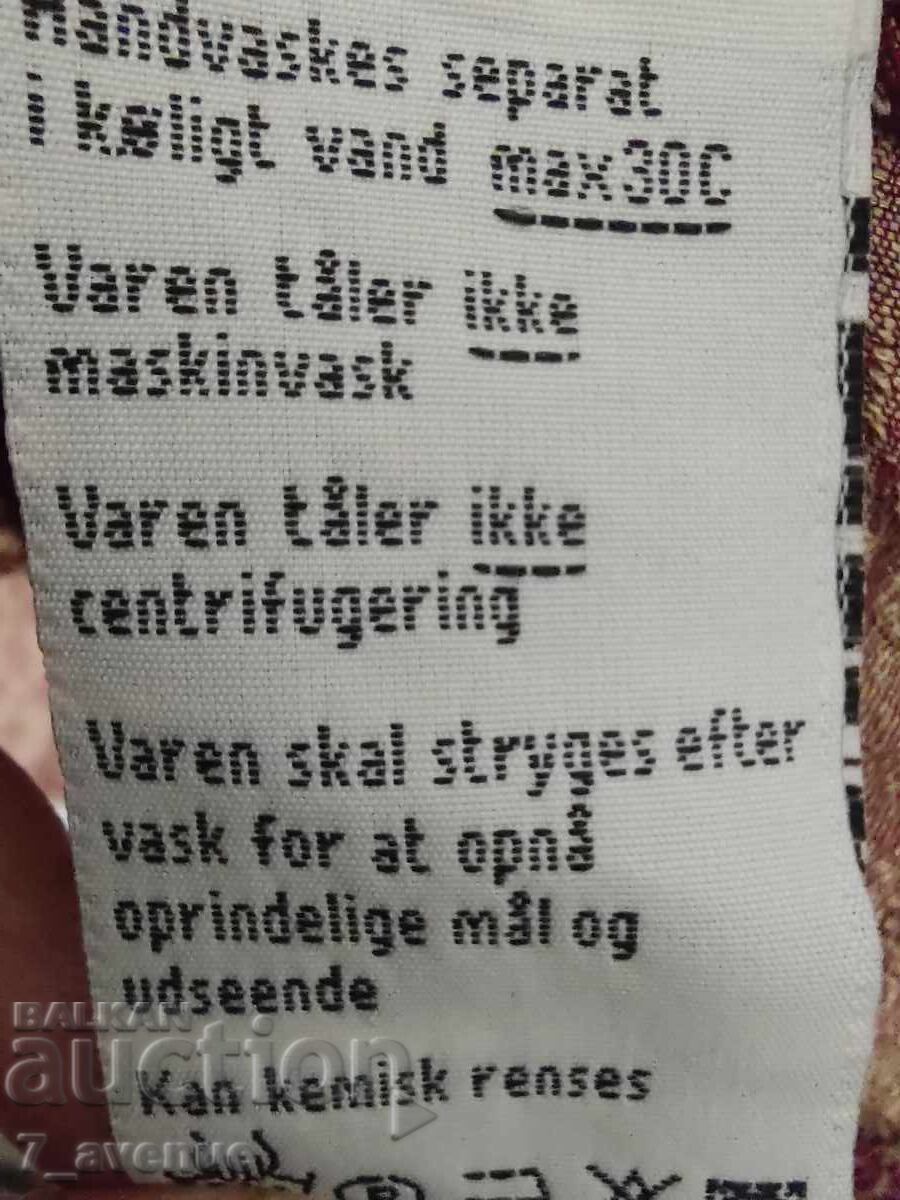 Håndvaskes separat
i køligt vand max30C
Varen tåler ikke
maskinvask
Varen tåler ikke
centrifugering
Varen skal stryges efter
vask for at opnå
oprindelige mål og
udseende
Kan kemisk renses
BALKAN
auction
7_avenue